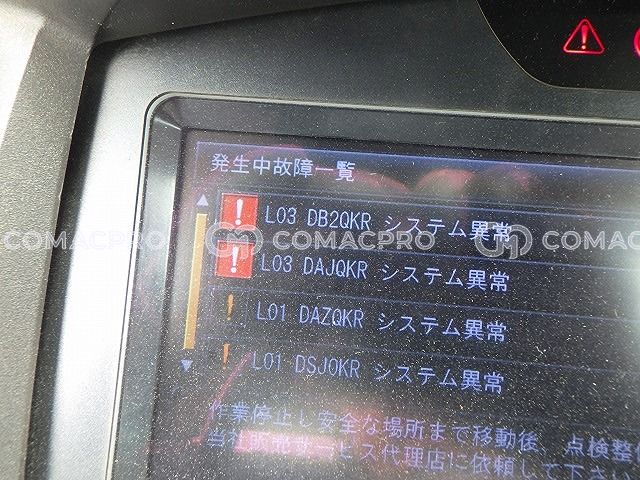 発生中故障一覧
L03 DB2QKR システム異常
L03 DAJQKR システム異常
L01 DAZQKR システム異常
L01 DSJ0KR システム異常
作業停止し安全な場所まで移動後、点検整備
当社販売サービス代理店に依頼して下さい
COMACPRO COMACPRO COMACPRO